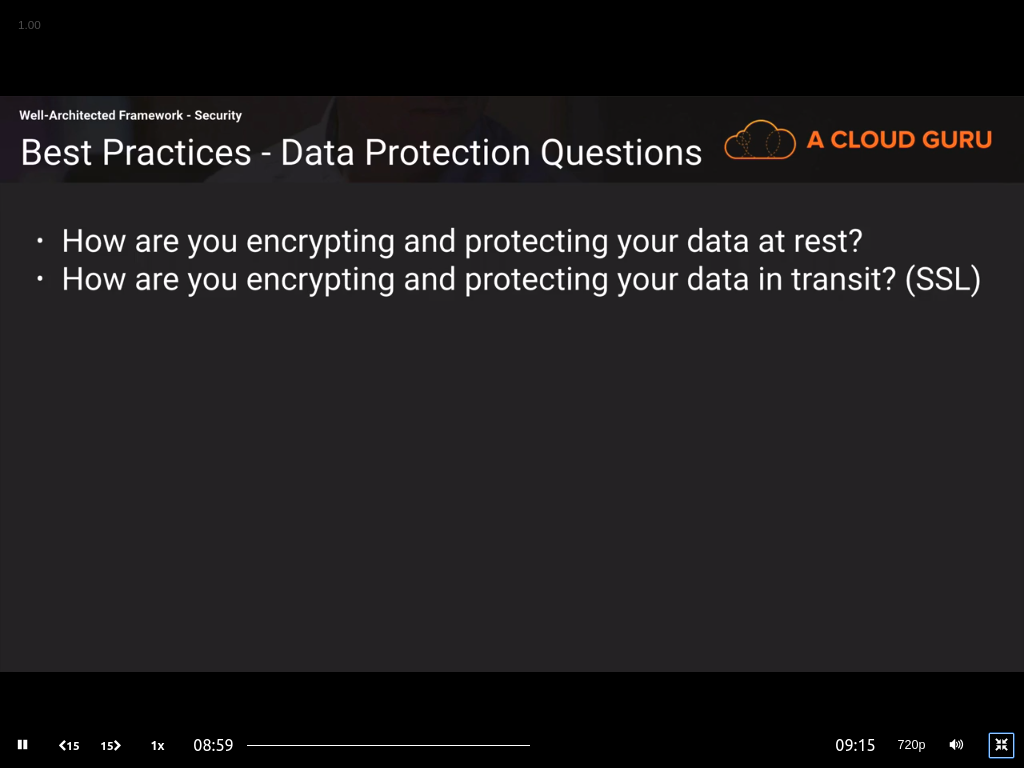 1.00
Well-Architected Framework - Security
Best Practices - Data Protection Questions
A CLOUD GURU
• How are you encrypting and protecting your data at rest?
• How are you encrypting and protecting your data in transit? (SSL)
15 15 1x 08:59 09:15 720p